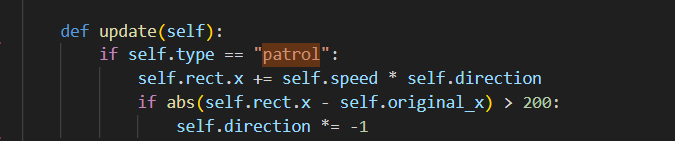 def update(self):
if self.type == "patrol":
self.rect.x += self.speed * self.direction
if abs(self.rect.x - self.original_x) > 200:
self.direction *= -1